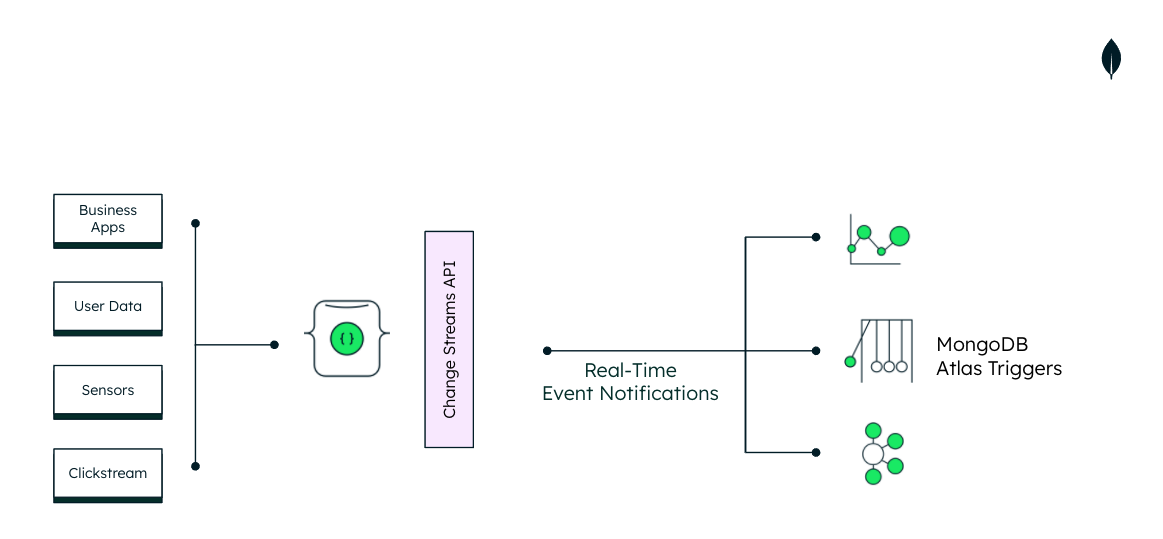 Business
Apps
User Data
Sensors
Clickstream
{ }
Change Streams API
Real-Time
Event Notifications
MongoDB
Atlas Triggers